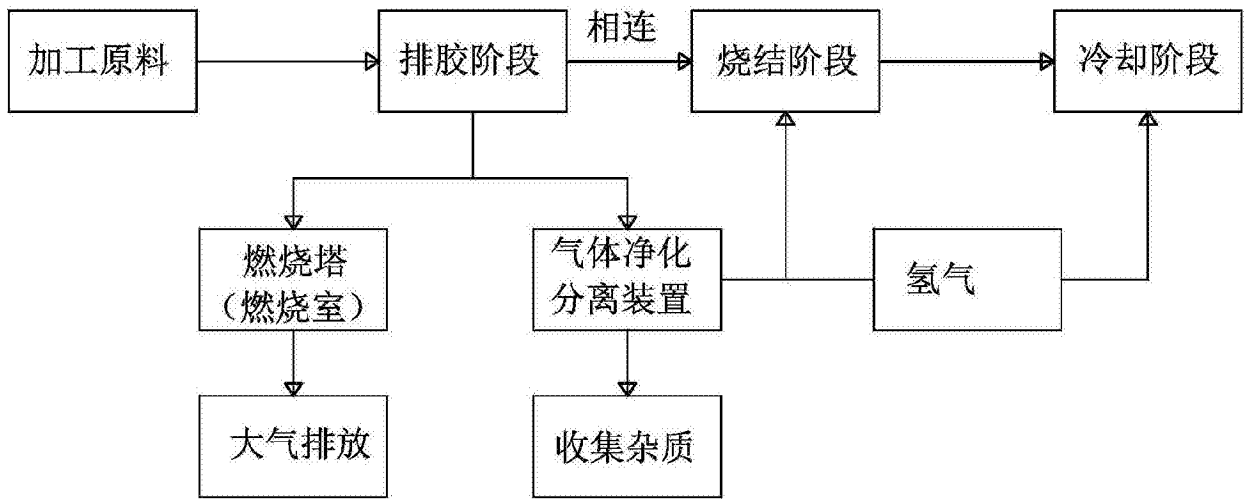 加工原料
排胶阶段
相连
烧结阶段
冷却阶段
燃烧塔
（燃烧室）
气体净化
分离装置
氢气
大气排放
收集杂质